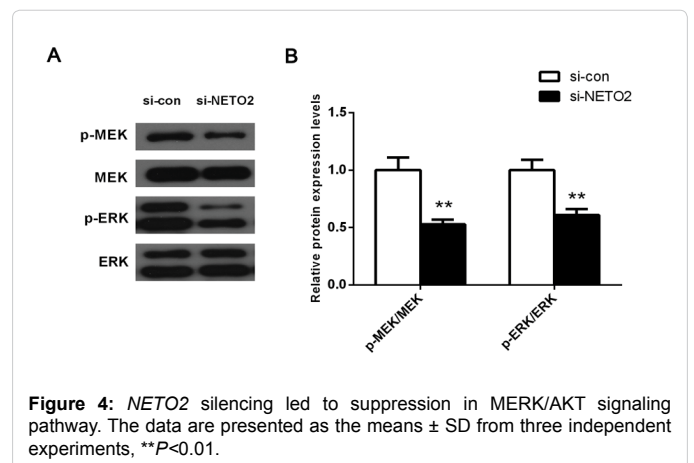 A
si-con si-NETO2
p-MEK
MEK
p-ERK
ERK
B
si-con
si-NETO2
Relative protein expression levels
1.5
1.0
0.5
0.0
**
**
p-MEK/MEK
p-ERK/ERK
Figure 4: NETO2 silencing led to suppression in MERK/AKT signaling
pathway. The data are presented as the means ± SD from three independent
experiments, **P<0.01.